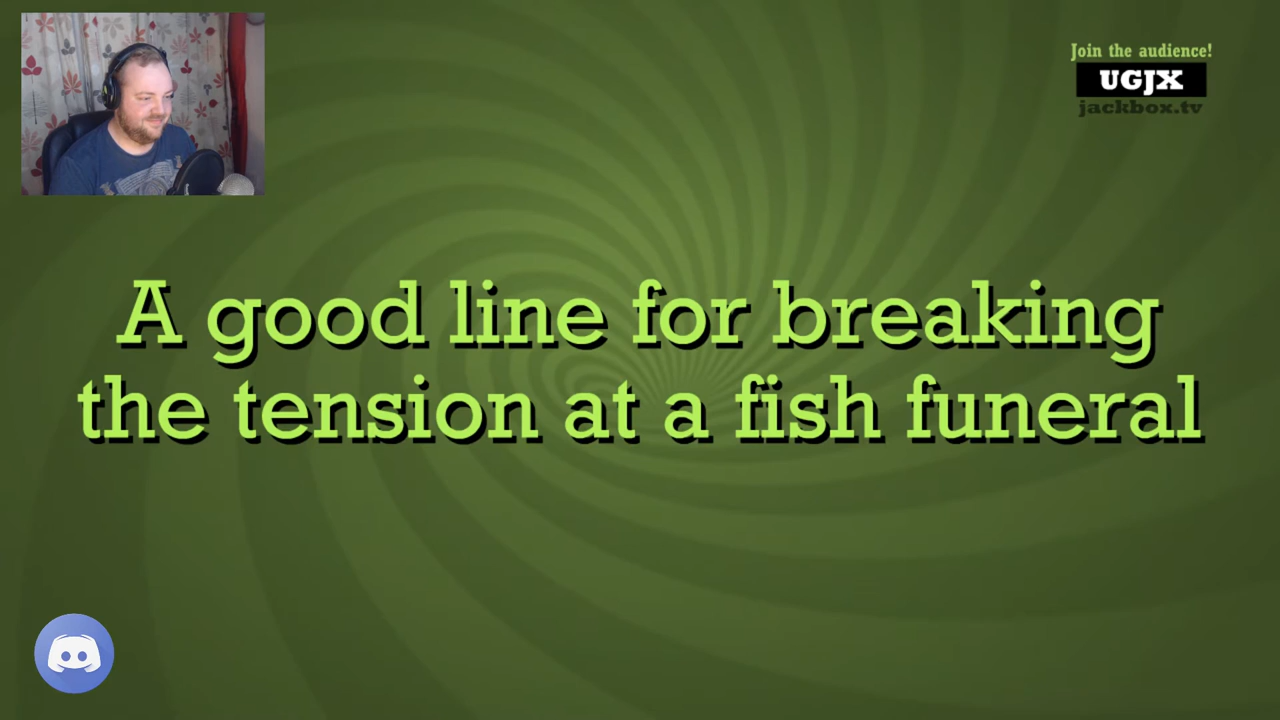 Join the audience!
UGJX
jackbox.tv
A good line for breaking
the tension at a fish funeral